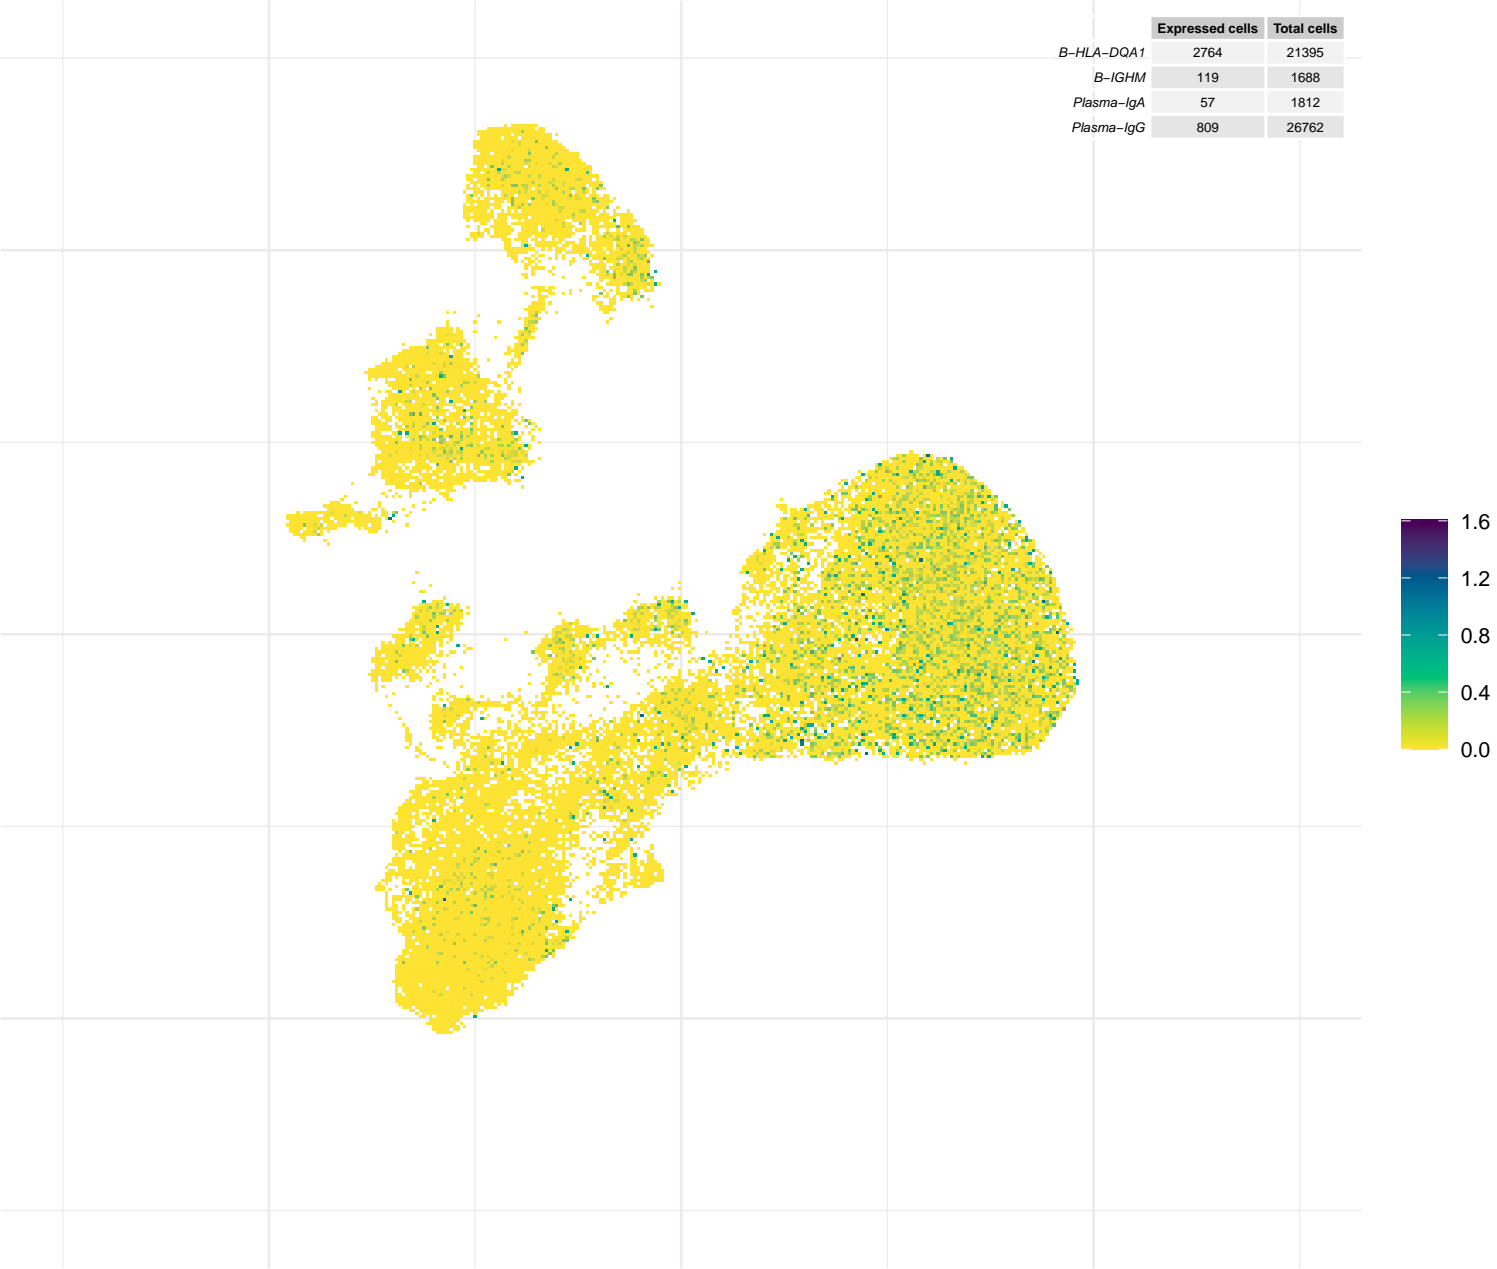 Expressed cells Total cells
B−HLA−DQA1 2764 21395
B−IGHM 119 1688
Plasma−IgA 57 1812
Plasma−IgG 809 26762
1.6
1.2
0.8
0.4
0.0